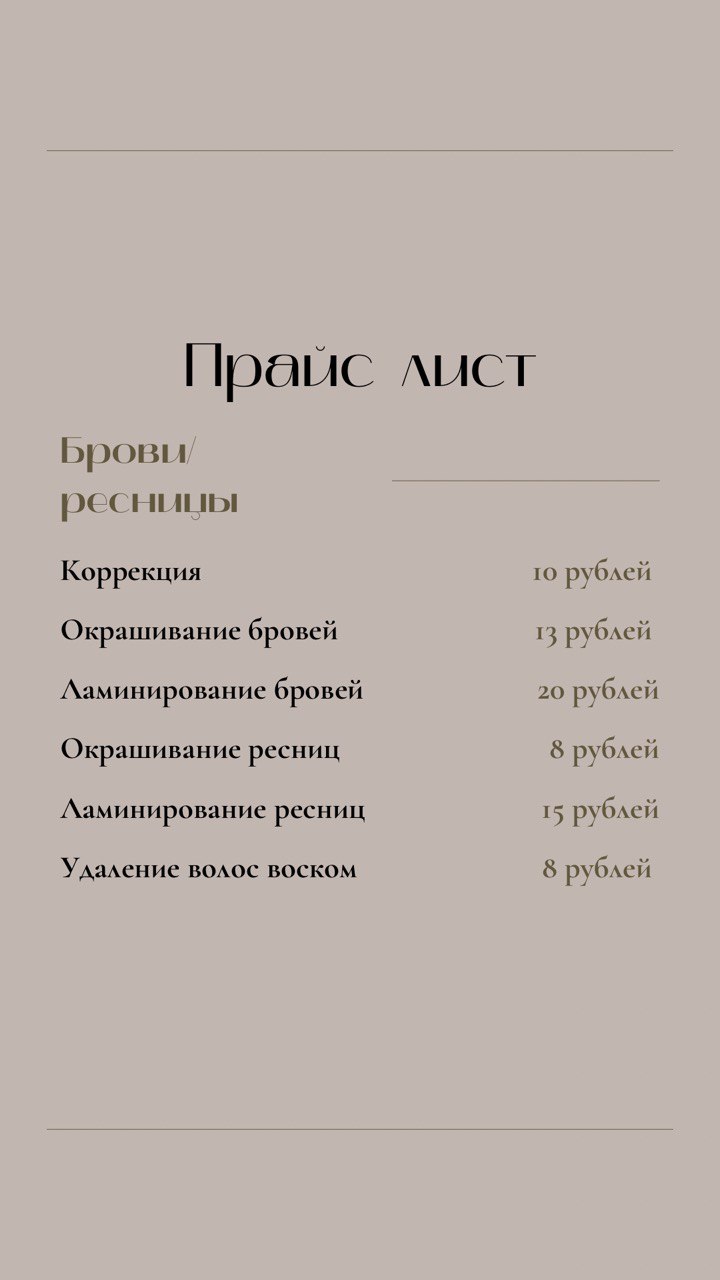 Прайс лист
Брови/
ресницы
Коррекция 10 рублей
Окрашивание бровей 13 рублей
Ламинирование бровей 20 рублей
Окрашивание ресниц 8 рублей
Ламинирование ресниц 15 рублей
Удаление волос воском 8 рублей